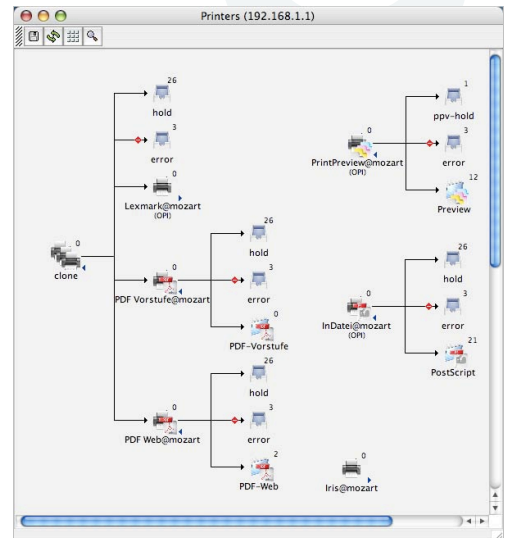 Printers (192.168.1.1)
26
hold
3
error
0
Lexmark@mozart
(OPI)
0
clone
0
PDF Vorstufe@mozart
26
hold
3
error
0
PDF-Vorstufe
0
PDF Web@mozart
26
hold
3
error
2
PDF-Web
0
PrintPreview@mozart
(OPI)
1
ppv-hold
3
error
12
Preview
0
InDatei@mozart
(OPI)
26
hold
3
error
21
PostScript
0
Iris@mozart